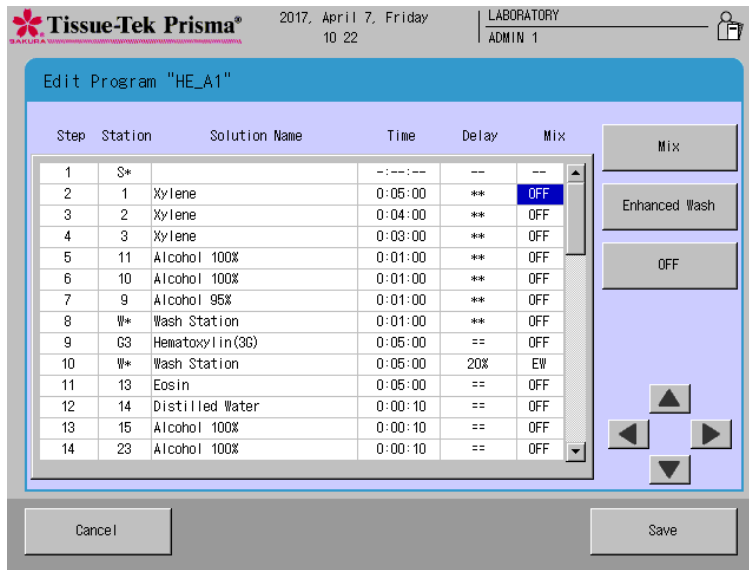 Tissue-Tek Prisma®
SAKURA
2017, April 7, Friday
10 22
LABORATORY
ADMIN 1
Edit Program "HE_A1"
Step Station Solution Name Time Delay Mix
1 S* -:--:-- -- --
2 1 Xylene 0:05:00 ** OFF
3 2 Xylene 0:04:00 ** OFF
4 3 Xylene 0:03:00 ** OFF
5 11 Alcohol 100% 0:01:00 ** OFF
6 10 Alcohol 100% 0:01:00 ** OFF
7 9 Alcohol 95% 0:01:00 ** OFF
8 W* Wash Station 0:01:00 ** OFF
9 G3 Hematoxylin(3G) 0:05:00 == OFF
10 W* Wash Station 0:05:00 20% EW
11 13 Eosin 0:05:00 == OFF
12 14 Distilled Water 0:00:10 == OFF
13 15 Alcohol 100% 0:00:10 == OFF
14 23 Alcohol 100% 0:00:10 == OFF
Mix
Enhanced Wash
OFF
Cancel
Save